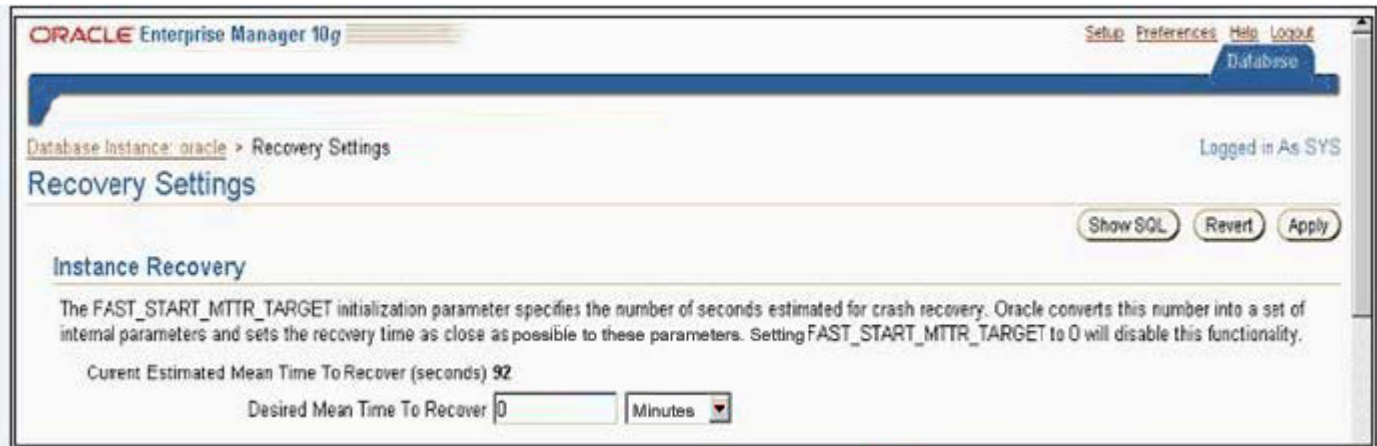 ORACLE Enterprise Manager 10g
Setup Preferences Help Logout
Database
Database Instance: oracle > Recovery Settings
Logged in As SYS
Recovery Settings
Show SQL Revert Apply
Instance Recovery
The FAST_START_MTTR_TARGET initialization parameter specifies the number of seconds estimated for crash recovery. Oracle converts this number into a set of
internal parameters and sets the recovery time as close as possible to these parameters. Setting FAST_START_MTTR_TARGET to 0 will disable this functionality.
Current Estimated Mean Time To Recover (seconds) 92
Desired Mean Time To Recover 0 Minutes